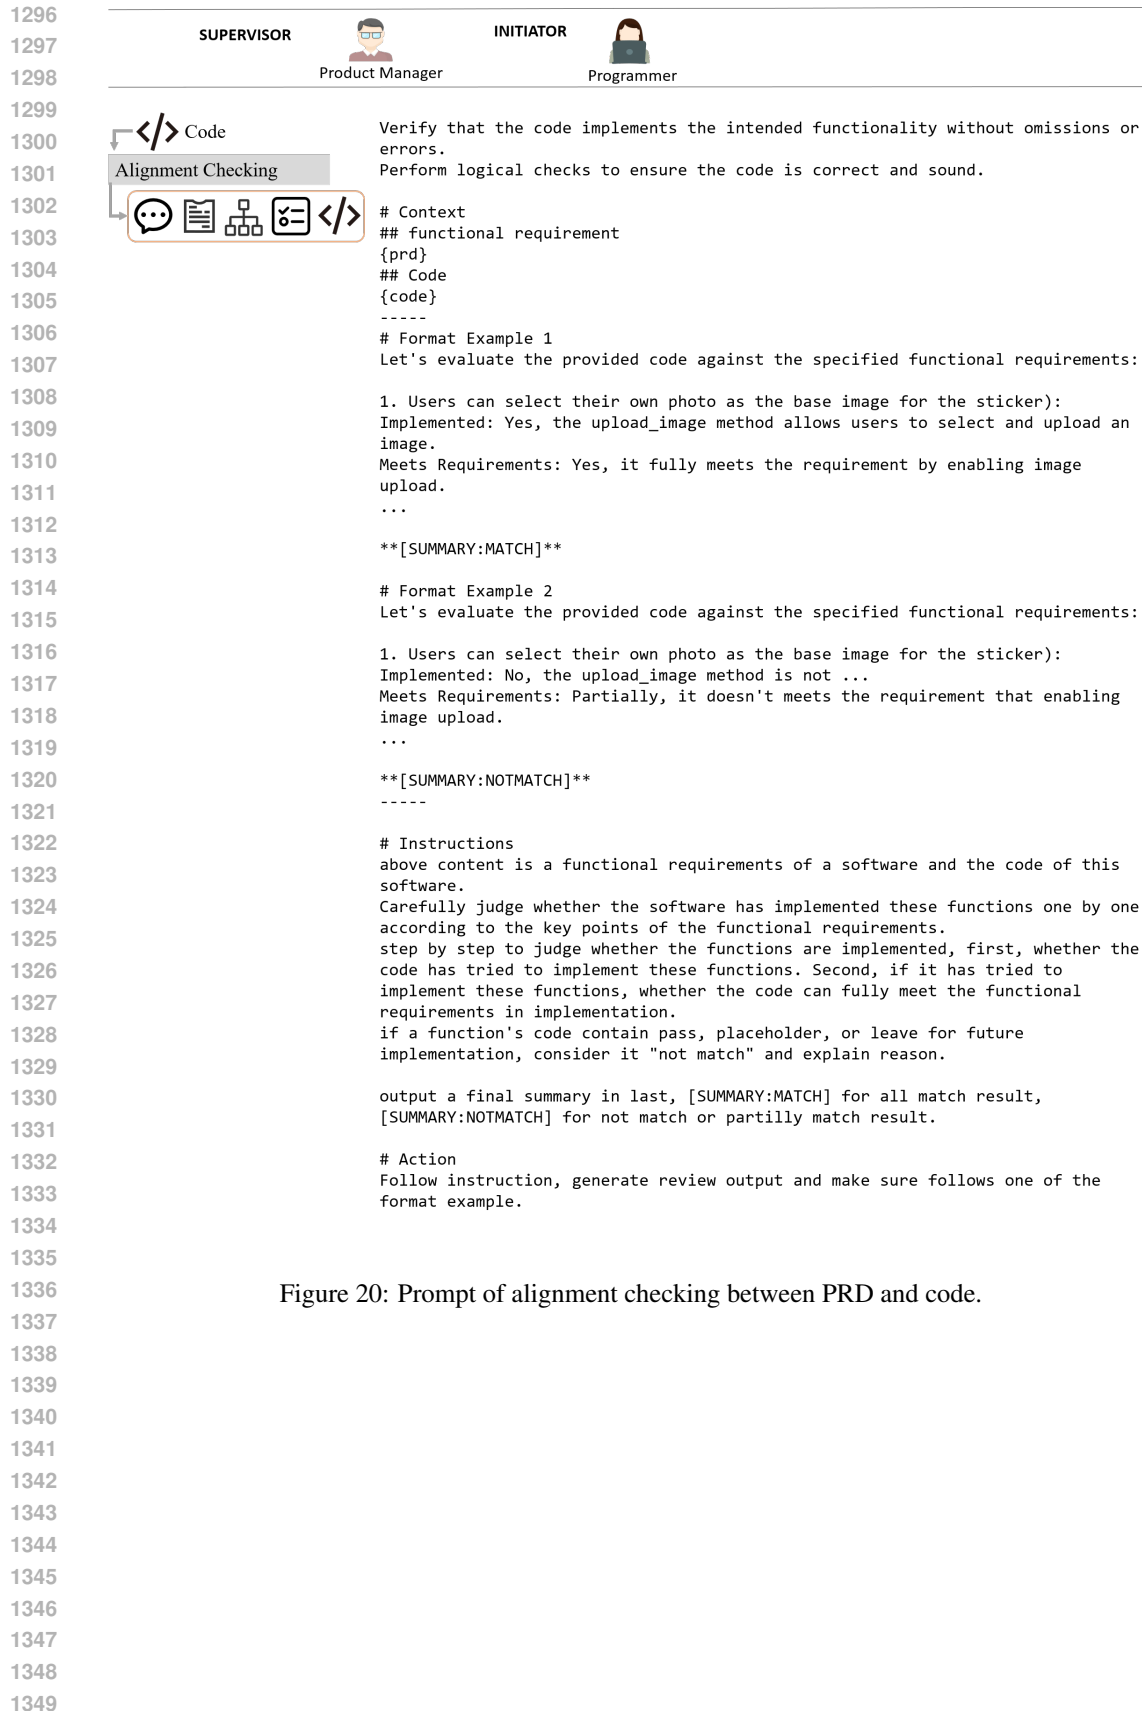 1296
1297
1298
1299
1300
1301
1302
1303
1304
1305
1306
1307
1308
1309
1310
1311
1312
1313
1314
1315
1316
1317
1318
1319
1320
1321
1322
1323
1324
1325
1326
1327
1328
1329
1330
1331
1332
1333
1334
1335
1336
1337
1338
1339
1340
1341
1342
1343
1344
1345
1346
1347
1348
1349
SUPERVISOR
Product Manager
INITIATOR
Programmer
</> Code
Alignment Checking
</>
Verify that the code implements the intended functionality without omissions or
errors.
Perform logical checks to ensure the code is correct and sound.
# Context
## functional requirement
{prd}
## Code
{code}
-----
# Format Example 1
Let's evaluate the provided code against the specified functional requirements:
1. Users can select their own photo as the base image for the sticker):
Implemented: Yes, the upload_image method allows users to select and upload an
image.
Meets Requirements: Yes, it fully meets the requirement by enabling image
upload.
...
**[SUMMARY:MATCH]**
# Format Example 2
Let's evaluate the provided code against the specified functional requirements:
1. Users can select their own photo as the base image for the sticker):
Implemented: No, the upload_image method is not ...
Meets Requirements: Partially, it doesn't meets the requirement that enabling
image upload.
...
**[SUMMARY:NOTMATCH]**
-----
# Instructions
above content is a functional requirements of a software and the code of this
software.
Carefully judge whether the software has implemented these functions one by one
according to the key points of the functional requirements.
step by step to judge whether the functions are implemented, first, whether the
code has tried to implement these functions. Second, if it has tried to
implement these functions, whether the code can fully meet the functional
requirements in implementation.
if a function's code contain pass, placeholder, or leave for future
implementation, consider it "not match" and explain reason.
output a final summary in last, [SUMMARY:MATCH] for all match result,
[SUMMARY:NOTMATCH] for not match or partilly match result.
# Action
Follow instruction, generate review output and make sure follows one of the
format example.
Figure 20: Prompt of alignment checking between PRD and code.